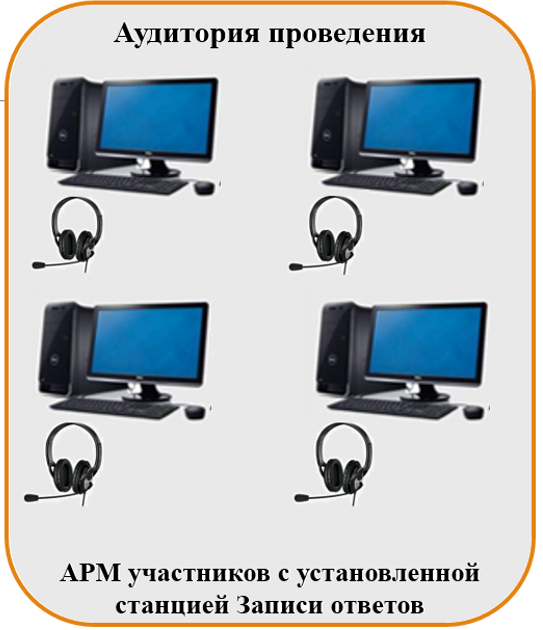 Аудитория проведения
АРМ участников с установленной
станцией Записи ответов